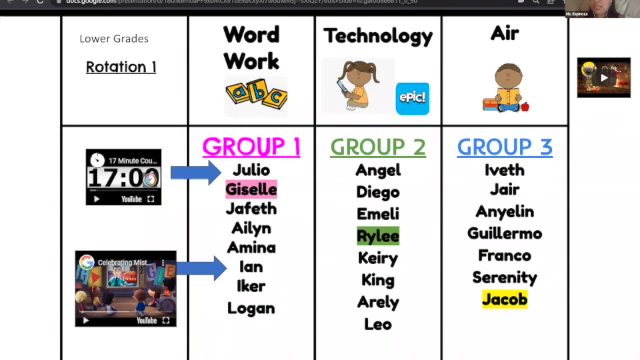 Lower Grades
Rotation 1
Word
Work
Technology
Air
abc
epic!
GROUP 1
GROUP 2
GROUP 3
17 Minute Cou...
17:00
YouTube
Celebrating Mist...
YouTube
Julio
Giselle
Jafeth
Ailyn
Amina
Ian
Iker
Logan
Angel
Diego
Emeli
Rylee
Keiry
King
Arely
Leo
Iveth
Jair
Anyelin
Guillermo
Franco
Serenity
Jacob